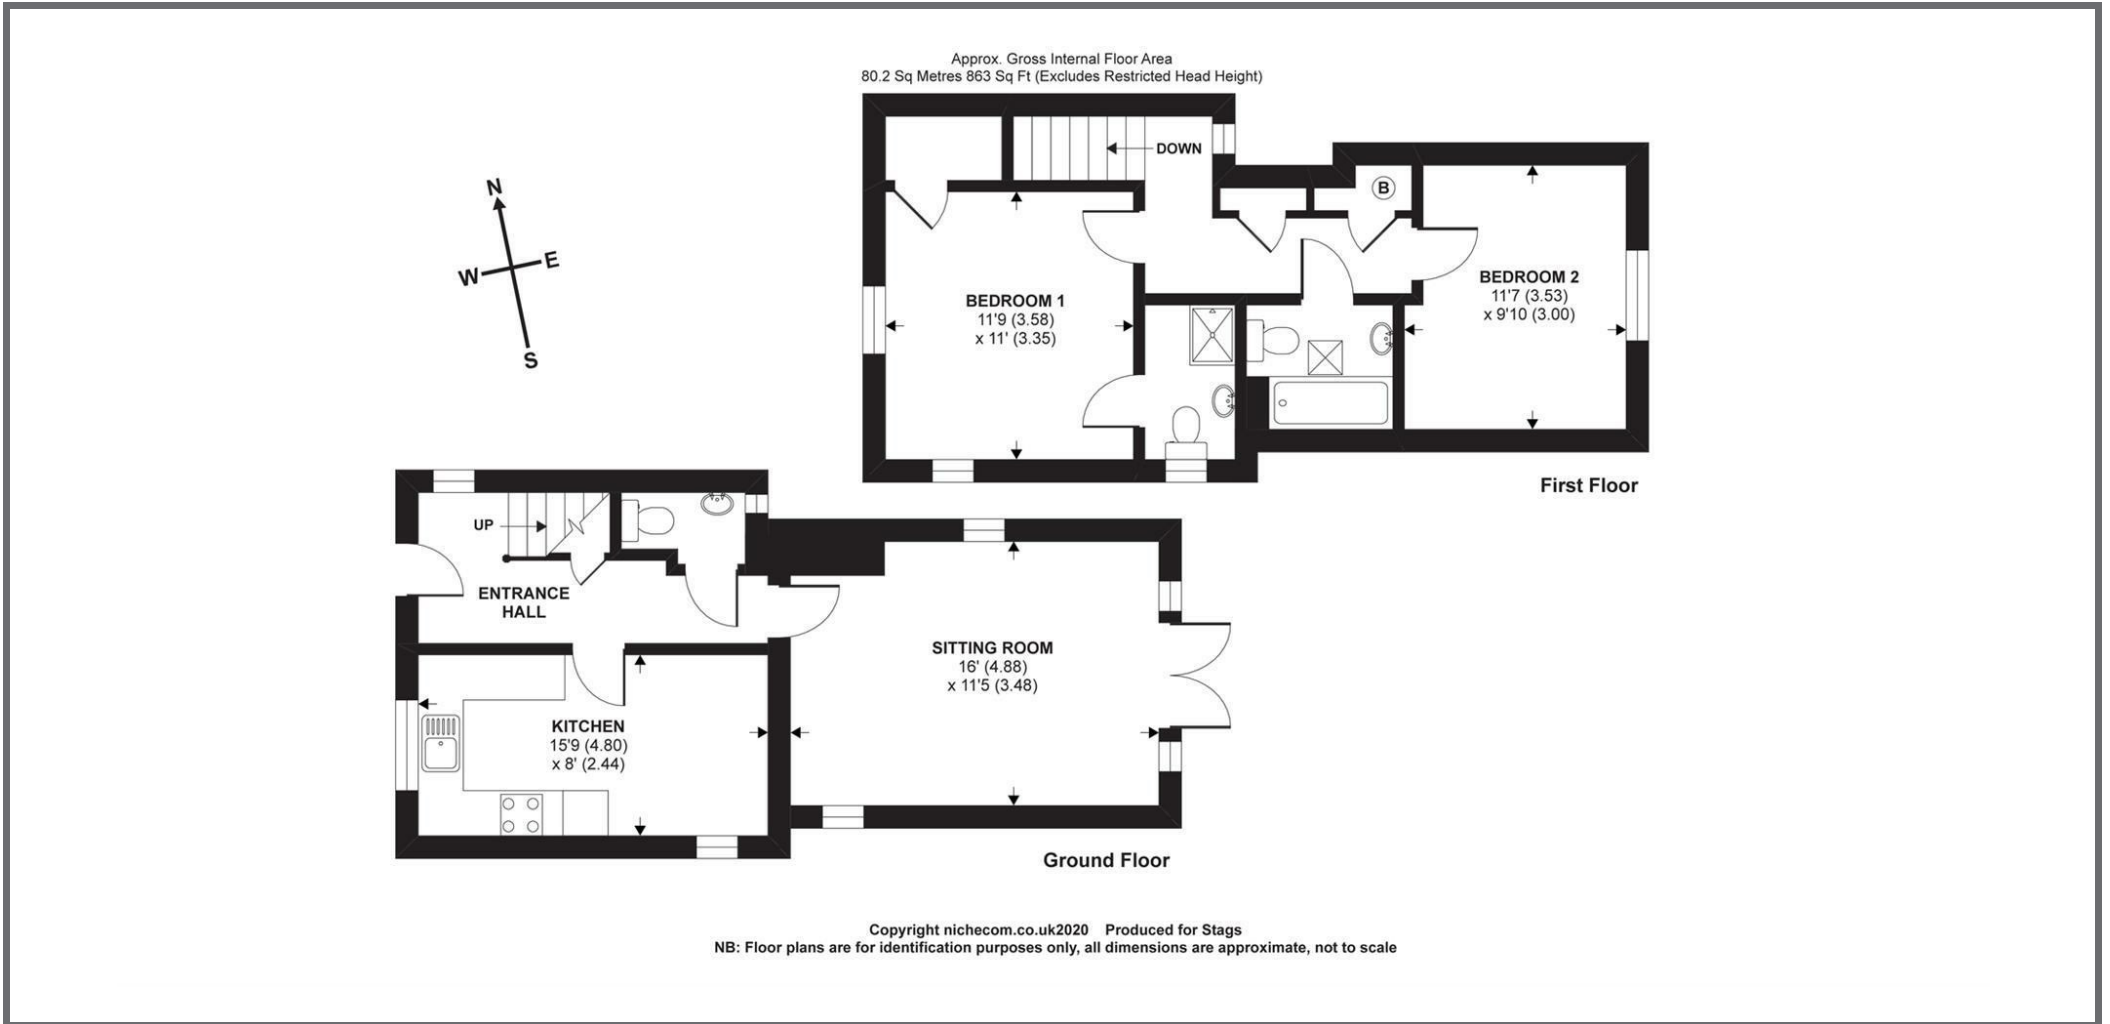 Approx. Gross Internal Floor Area
80.2 Sq Metres 863 Sq Ft (Excludes Restricted Head Height)
DOWN
B
BEDROOM 1
11'9 (3.58)
x 11' (3.35)
BEDROOM 2
11'7 (3.53)
x 9'10 (3.00)
First Floor
N
W
E
S
UP
ENTRANCE
HALL
SITTING ROOM
16' (4.88)
x 11'5 (3.48)
KITCHEN
15'9 (4.80)
x 8' (2.44)
Ground Floor
Copyright nichecom.co.uk2020 Produced for Stags
NB: Floor plans are for identification purposes only, all dimensions are approximate, not to scale